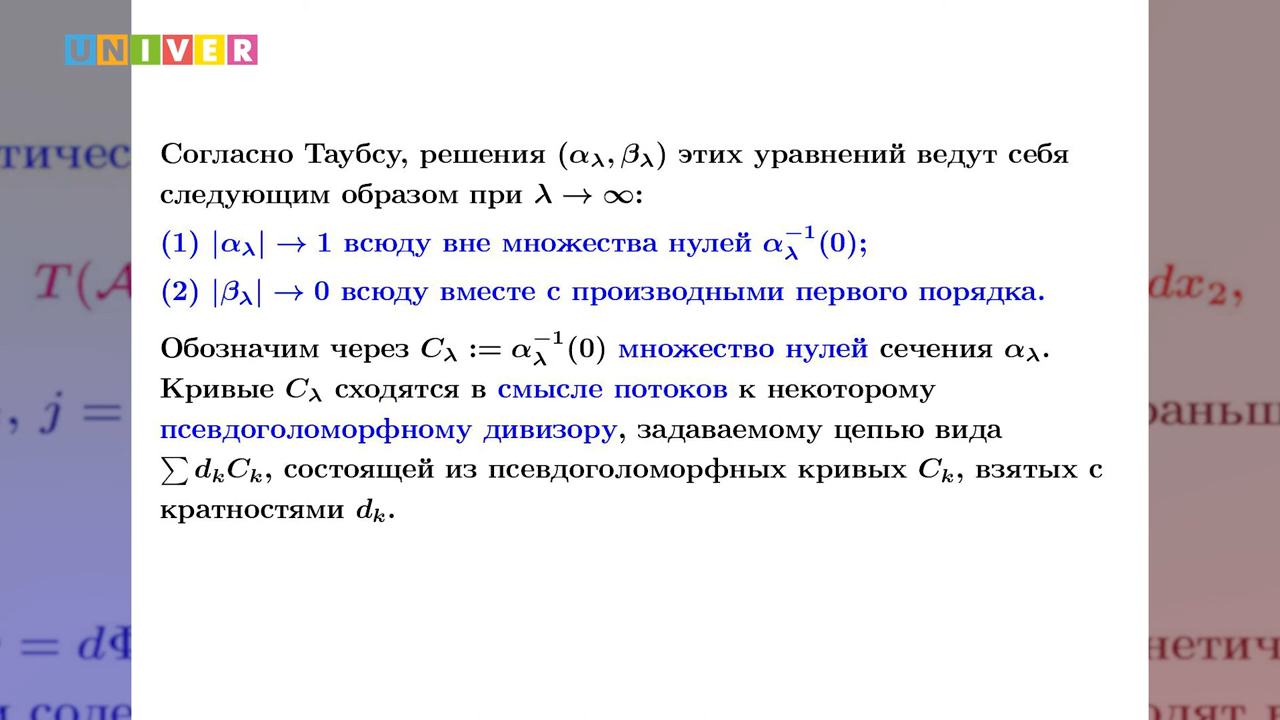 UNIVER
Согласно Таубсу, решения (α_λ, β_λ) этих уравнений ведут себя
следующим образом при λ → ∞:
(1) |α_λ| → 1 всюду вне множества нулей α_λ^{-1}(0);
(2) |β_λ| → 0 всюду вместе с производными первого порядка.
Обозначим через C_λ := α_λ^{-1}(0) множество нулей сечения α_λ.
Кривые C_λ сходятся в смысле потоков к некоторому
псевдоголоморфному дивизору, задаваемому цепью вида
∑ d_k C_k, состоящей из псевдоголоморфных кривых C_k, взятых с
кратностями d_k.
T(A
dx_2,
, j =
= dΦ